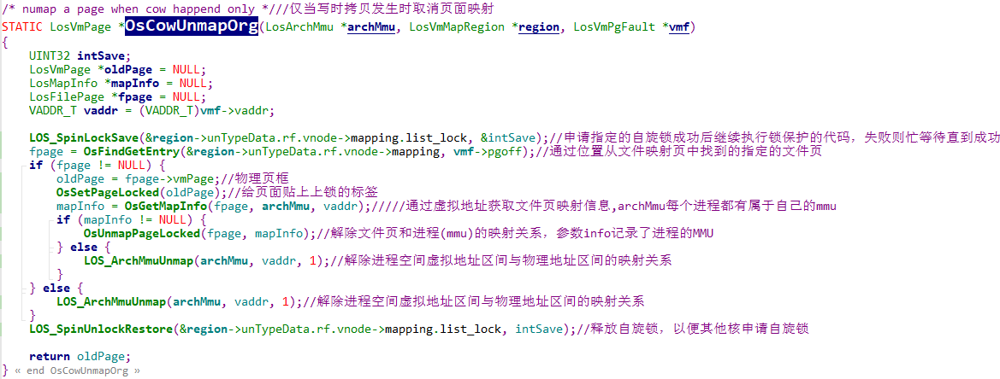 /* numap a page when cow happend only *///仅当写时拷贝发生时取消页面映射
STATIC LosVmPage *OsCowUnmapOrg(LosArchMmu *archMmu, LosVmMapRegion *region, LosVmPgFault *vmf)
{
    UINT32 intSave;
    LosVmPage *oldPage = NULL;
    LosMapInfo *mapInfo = NULL;
    LosFilePage *fpage = NULL;
    VADDR_T vaddr = (VADDR_T)vmf->vaddr;

    LOS_SpinLockSave(&region->unTypeData.rf.vnode->mapping.list_lock, &intSave);//申请指定的自旋锁成功后继续执行锁保护的代码，失败则忙等待直到成功
    fpage = OsFindGetEntry(&region->unTypeData.rf.vnode->mapping, vmf->pgoff);//通过位置从文件映射页中找到的指定的文件页
    if (fpage != NULL) {
        oldPage = fpage->vmPage;//物理页框
        OsSetPageLocked(oldPage);//给页面贴上上锁的标签
        mapInfo = OsGetMapInfo(fpage, archMmu, vaddr);/////通过虚拟地址获取文件页映射信息,archMmu每个进程都有属于自己的mmu
        if (mapInfo != NULL) {
            OsUnmapPageLocked(fpage, mapInfo);//解除文件页和进程(mmu)的映射关系，参数info记录了进程的MMU
        } else {
            LOS_ArchMmuUnmap(archMmu, vaddr, 1);//解除进程空间虚拟地址区间与物理地址区间的映射关系
        }
    } else {
        LOS_ArchMmuUnmap(archMmu, vaddr, 1);//解除进程空间虚拟地址区间与物理地址区间的映射关系
    }
    LOS_SpinUnlockRestore(&region->unTypeData.rf.vnode->mapping.list_lock, intSave);//释放自旋锁，以便其他核申请自旋锁

    return oldPage;
} « end OsCowUnmapOrg »